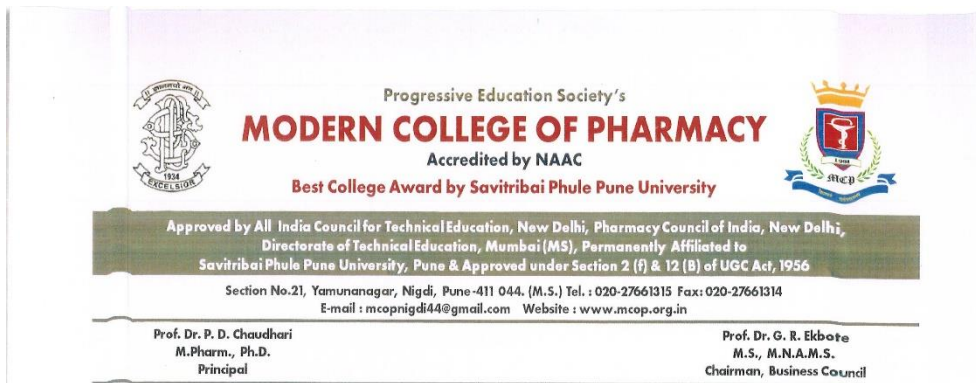 || ज्ञानमयो भव ||
1934
EXCELSIOR
Progressive Education Society's
MODERN COLLEGE OF PHARMACY
Accredited by NAAC
Best College Award by Savitribai Phule Pune University
MCP
Approved by All India Council for Technical Education, New Delhi, Pharmacy Council of India, New Delhi,
Directorate of Technical Education, Mumbai (MS), Permanently Affiliated to
Savitribai Phule Pune University, Pune & Approved under Section 2 (f) & 12 (B) of UGC Act, 1956
Section No.21, Yamunanagar, Nigdi, Pune-411 044. (M.S.) Tel. : 020-27661315 Fax: 020-27661314
E-mail : mcopnigdi44@gmail.com Website : www.mcop.org.in
Prof. Dr. P. D. Chaudhari
M.Pharm., Ph.D.
Principal
Prof. Dr. G. R. Ekbote
M.S., M.N.A.M.S.
Chairman, Business Council